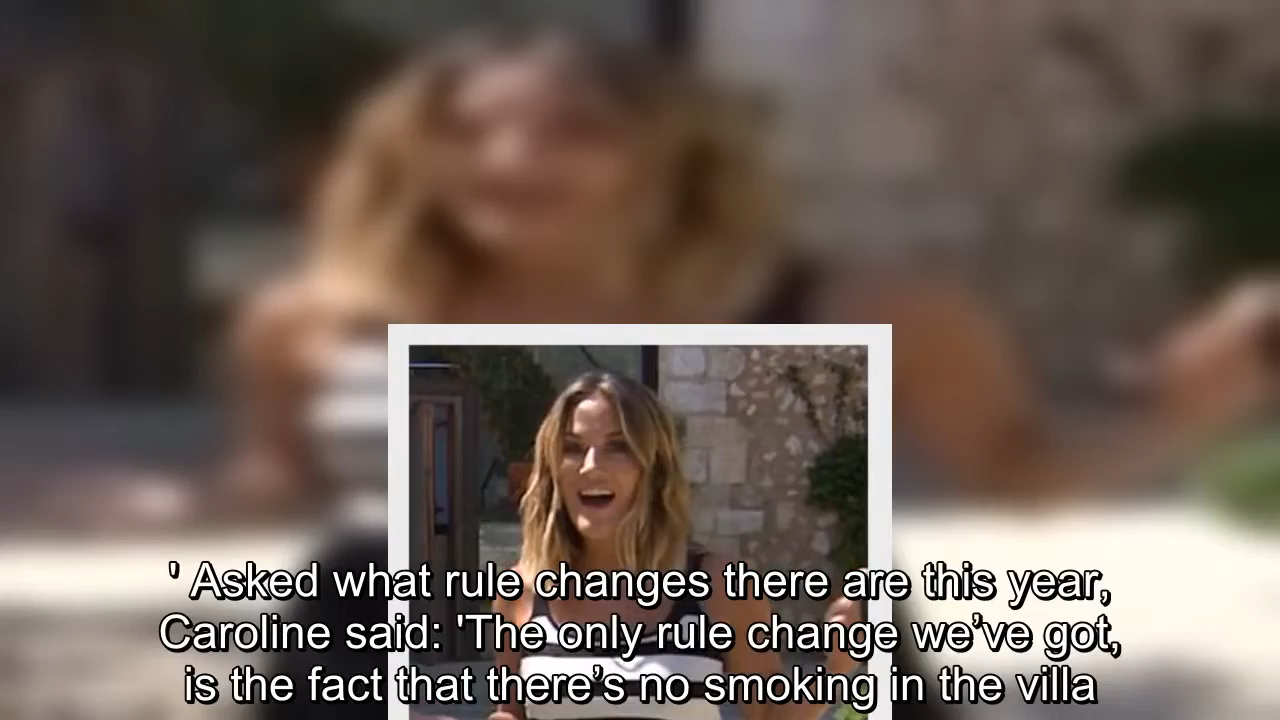 ' Asked what rule changes there are this year,
Caroline said: 'The only rule change we’ve got,
is the fact that there’s no smoking in the villa